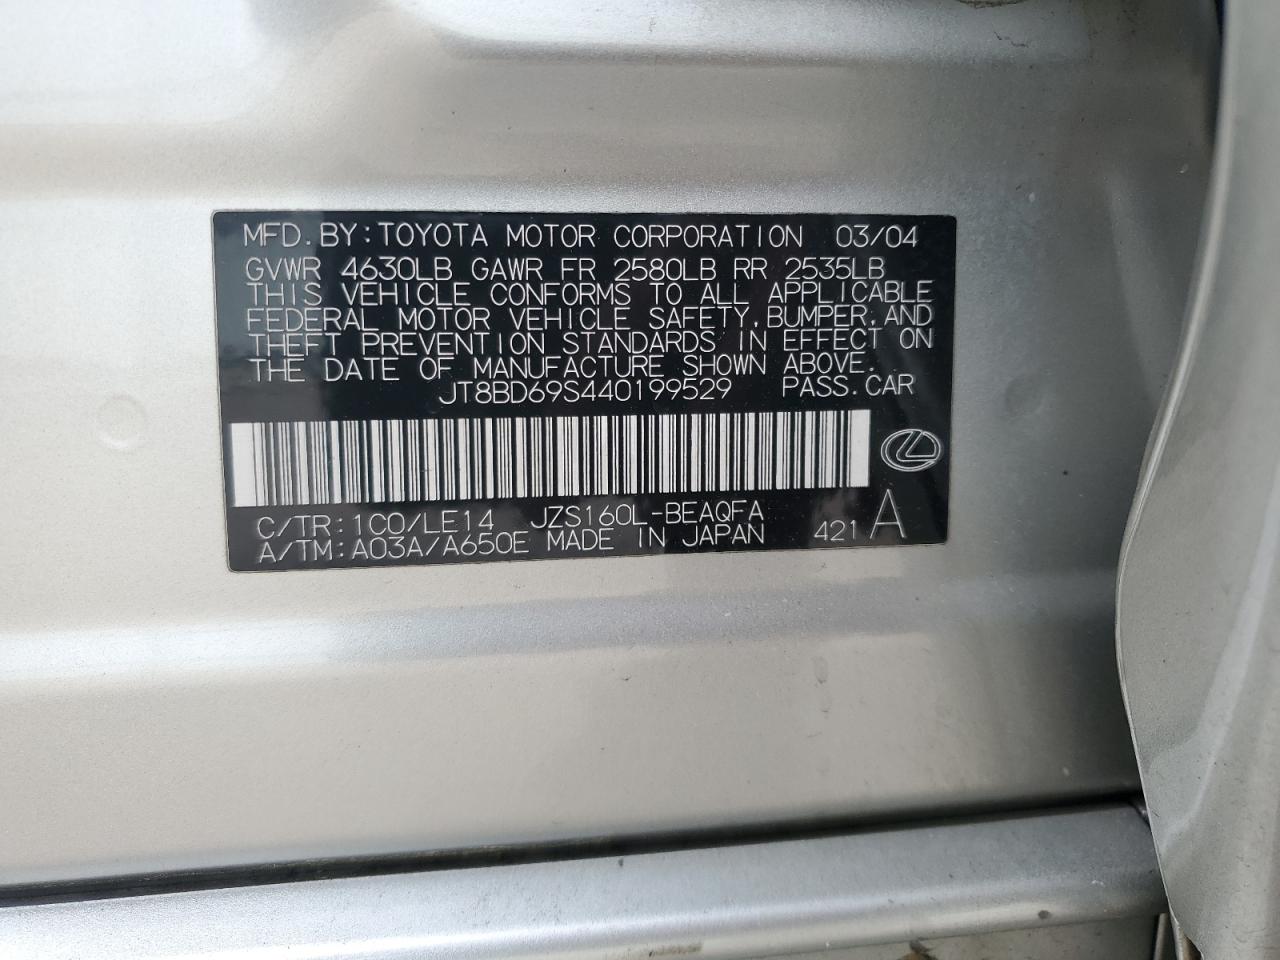 MFD. BY: TOYOTA MOTOR CORPORATION 03/04
GVWR 4630LB GAWR FR 2580LB RR 2535LB
THIS VEHICLE CONFORMS TO ALL APPLICABLE
FEDERAL MOTOR VEHICLE SAFETY, BUMPER, AND
THEFT PREVENTION STANDARDS IN EFFECT ON
THE DATE OF MANUFACTURE SHOWN ABOVE.
JT8BD69S440199529 PASS. CAR
C/TR: 1C0/LE14 JZS160L-BEAQFA
A/TM: A03A/A650E MADE IN JAPAN 421 A